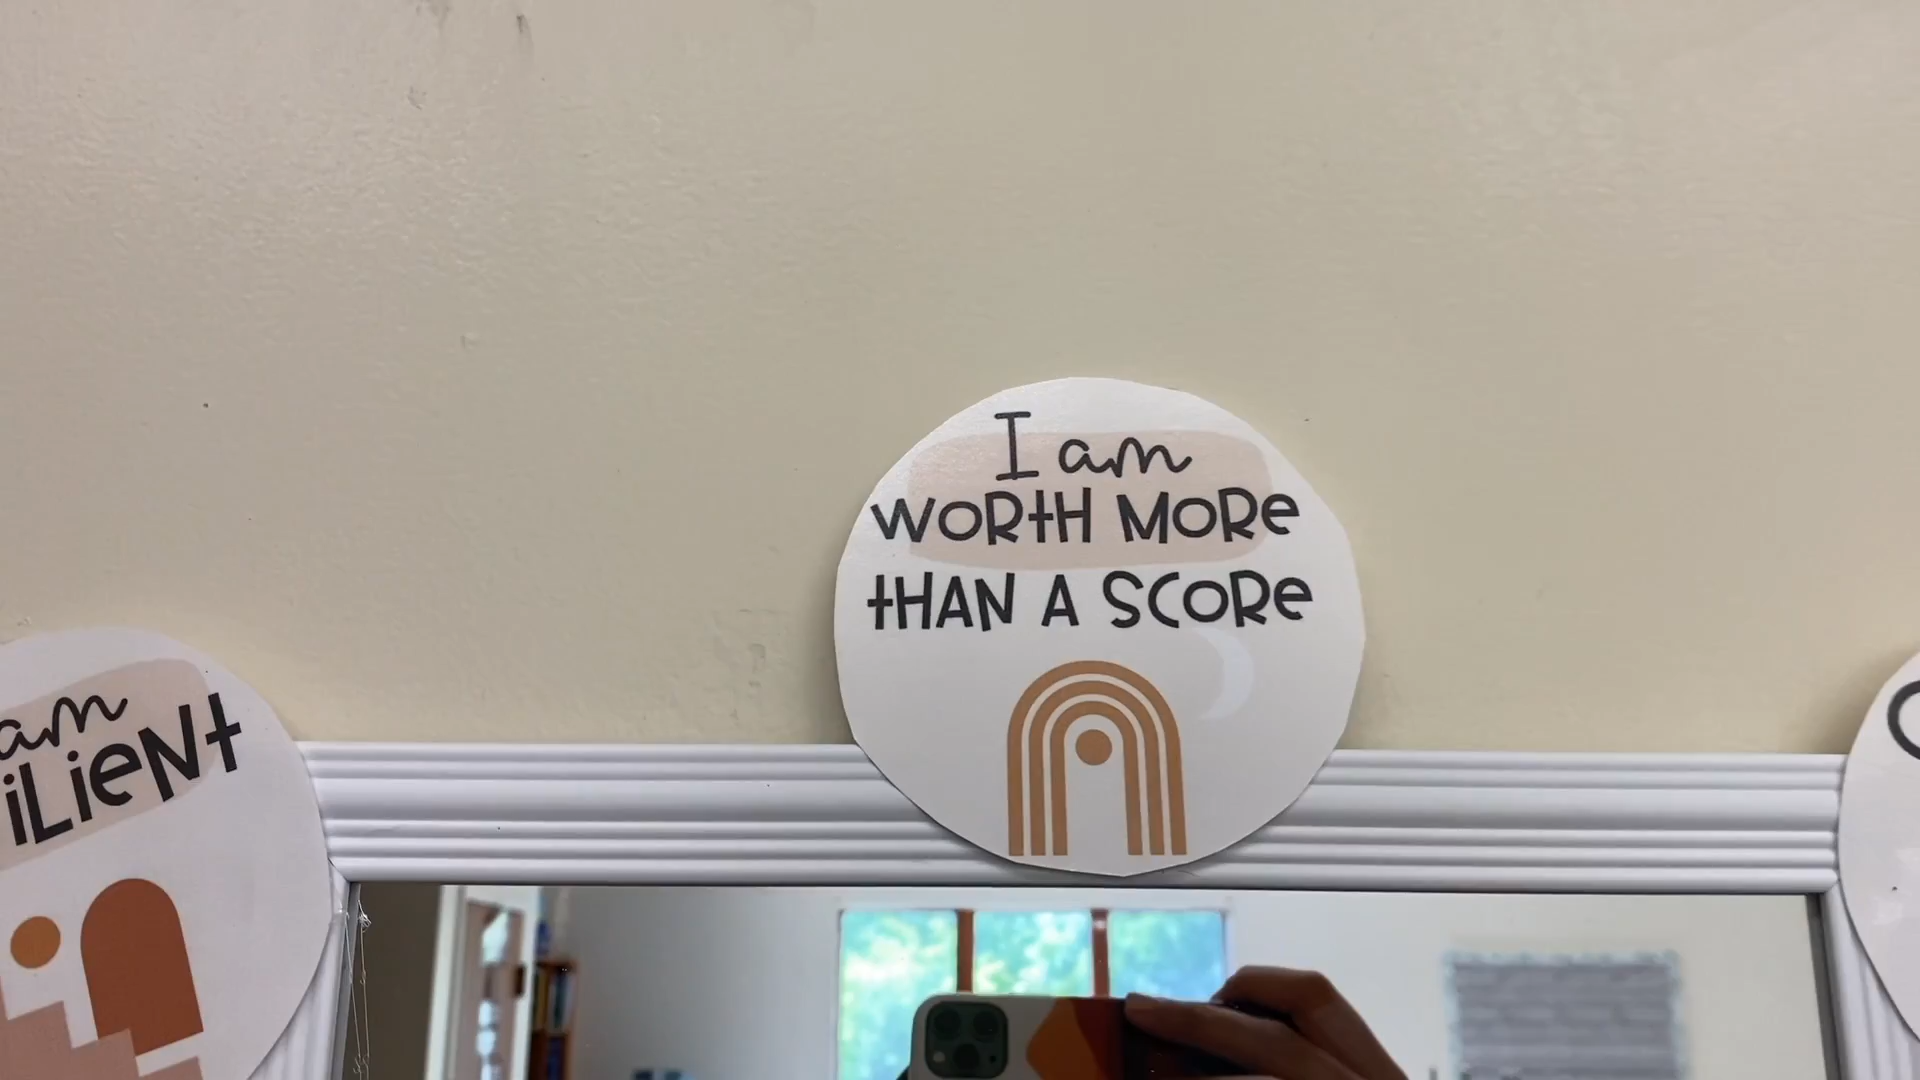 I am
WORTH MORE
THAN A SCORE
am
iLieNt